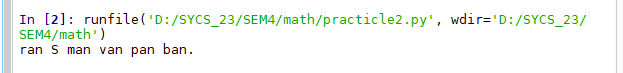 In [2]: runfile('D:/SYCS_23/SEM4/math/practicle2.py', wdir='D:/SYCS_23/
SEM4/math')
ran S man van pan ban.